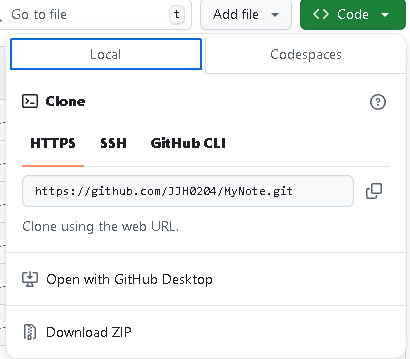 Go to file
t
Add file
Code
Local
Codespaces
Clone
HTTPS
SSH
GitHub CLI
https://github.com/JJH0204/MyNote.git
Clone using the web URL.
Open with GitHub Desktop
Download ZIP